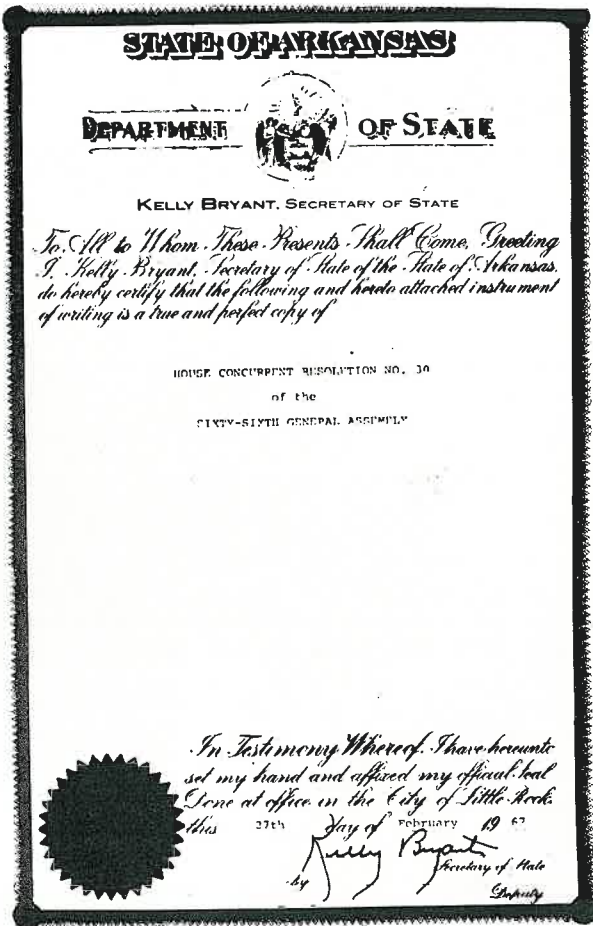 STATE OF ARKANSAS
DEPARTMENT OF STATE
KELLY BRYANT, SECRETARY OF STATE
To All to Whom These Presents Shall Come, Greeting
I, Kelly Bryant, Secretary of State of the State of Arkansas,
do hereby certify that the following and hereto attached instrument
of writing is a true and perfect copy of
HOUSE CONCURRENT RESOLUTION NO. 30
of the
SIXTY-SIXTH GENERAL ASSEMBLY
In Testimony Whereof, I have hereunto
set my hand and affixed my official Seal
Done at office in the City of Little Rock
this 27th Day of February 19 67
Kelly Bryant
Secretary of State
by
Deputy